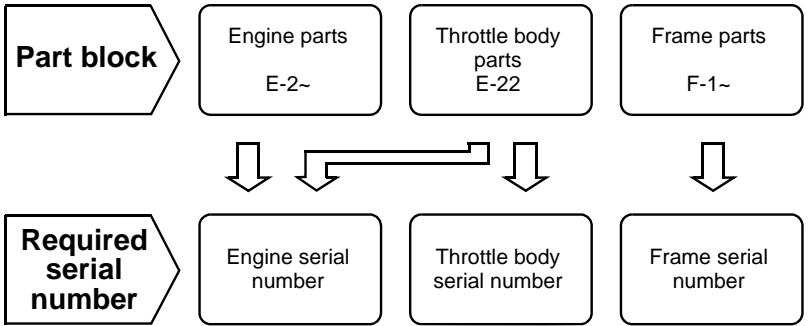 Part block
Engine parts
E-2~
Throttle body
parts
E-22
Frame parts
F-1~
Required
serial
number
Engine serial
number
Throttle body
serial number
Frame serial
number